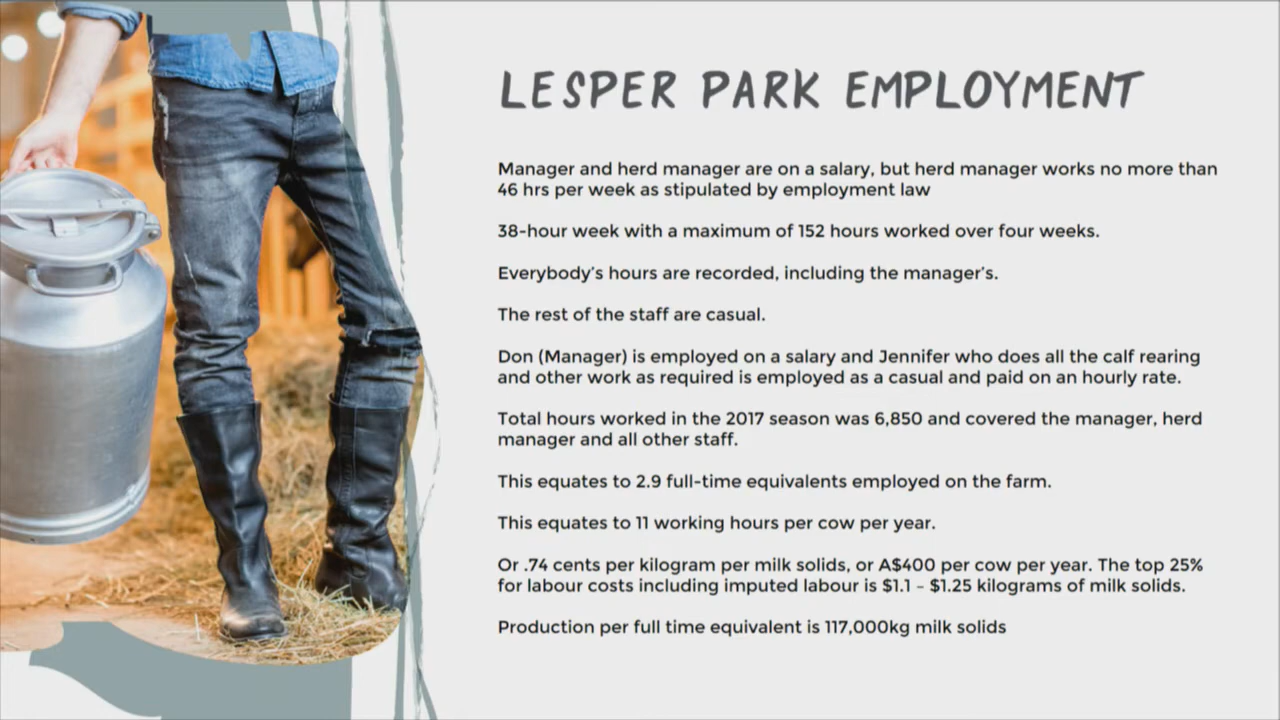 LESPER PARK EMPLOYMENT
Manager and herd manager are on a salary, but herd manager works no more than
46 hrs per week as stipulated by employment law
38-hour week with a maximum of 152 hours worked over four weeks.
Everybody's hours are recorded, including the manager's.
The rest of the staff are casual.
Don (Manager) is employed on a salary and Jennifer who does all the calf rearing
and other work as required is employed as a casual and paid on an hourly rate.
Total hours worked in the 2017 season was 6,850 and covered the manager, herd
manager and all other staff.
This equates to 2.9 full-time equivalents employed on the farm.
This equates to 11 working hours per cow per year.
Or .74 cents per kilogram per milk solids, or A$400 per cow per year. The top 25%
for labour costs including imputed labour is $1.1 – $1.25 kilograms of milk solids.
Production per full time equivalent is 117,000kg milk solids